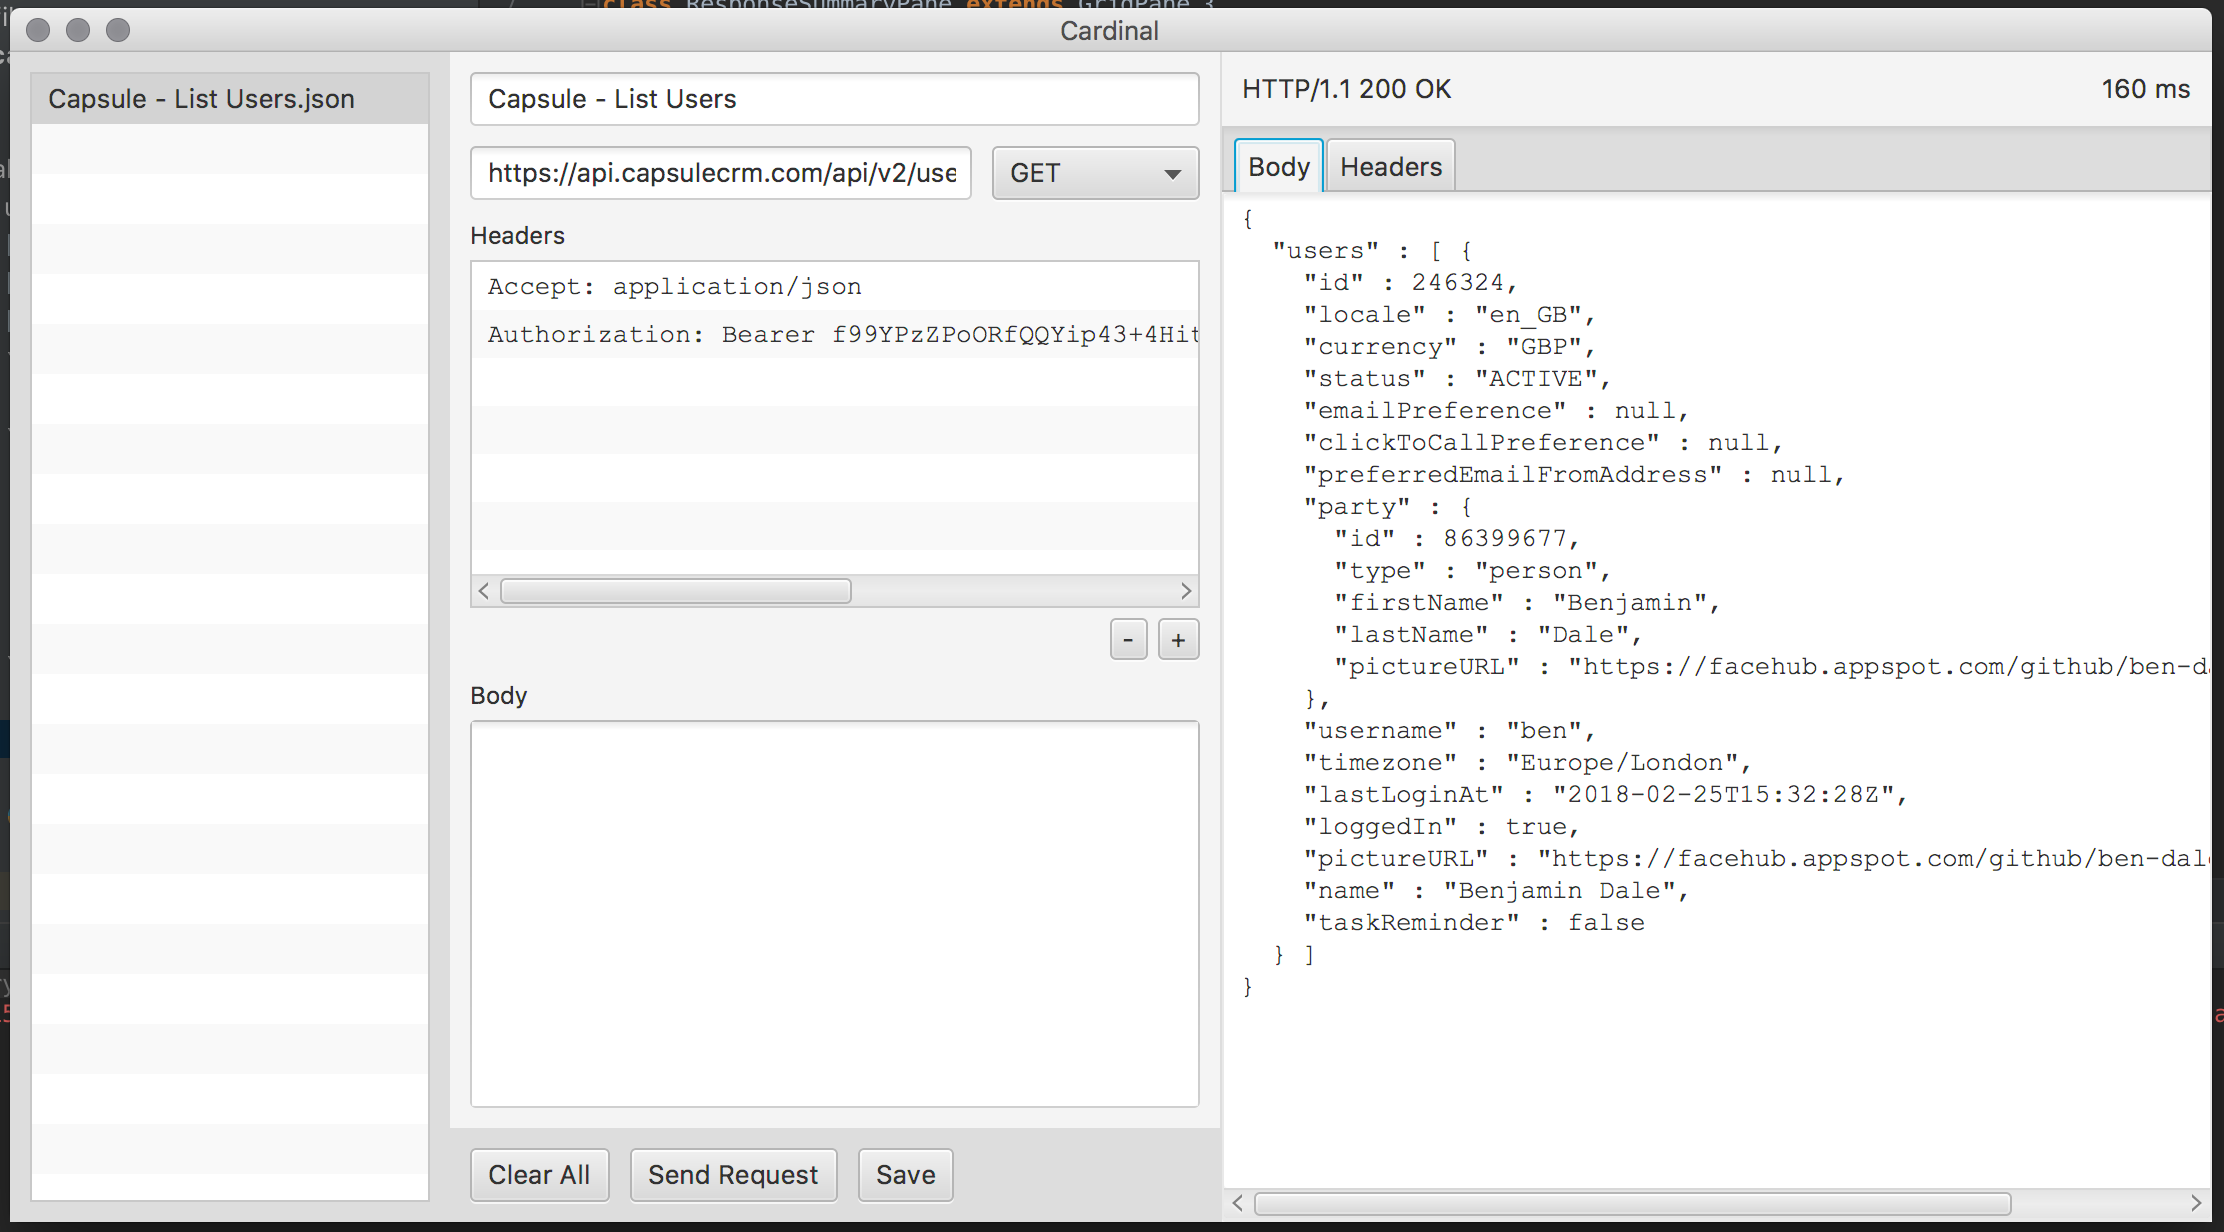 class ResponseSummaryPane extends GridPane {
Cardinal
Capsule - List Users.json
Capsule - List Users
https://api.capsulecrm.com/api/v2/use
GET
Headers
Accept: application/json
Authorization: Bearer f99YPzZPoORfQQYip43+4Hit
-
+
Body
Clear All
Send Request
Save
HTTP/1.1 200 OK
160 ms
Body
Headers
{
"users" : [ {
"id" : 246324,
"locale" : "en_GB",
"currency" : "GBP",
"status" : "ACTIVE",
"emailPreference" : null,
"clickToCallPreference" : null,
"preferredEmailFromAddress" : null,
"party" : {
"id" : 86399677,
"type" : "person",
"firstName" : "Benjamin",
"lastName" : "Dale",
"pictureURL" : "https://facehub.appspot.com/github/ben-da
},
"username" : "ben",
"timezone" : "Europe/London",
"lastLoginAt" : "2018-02-25T15:32:28Z",
"loggedIn" : true,
"pictureURL" : "https://facehub.appspot.com/github/ben-dal
"name" : "Benjamin Dale",
"taskReminder" : false
} ]
}